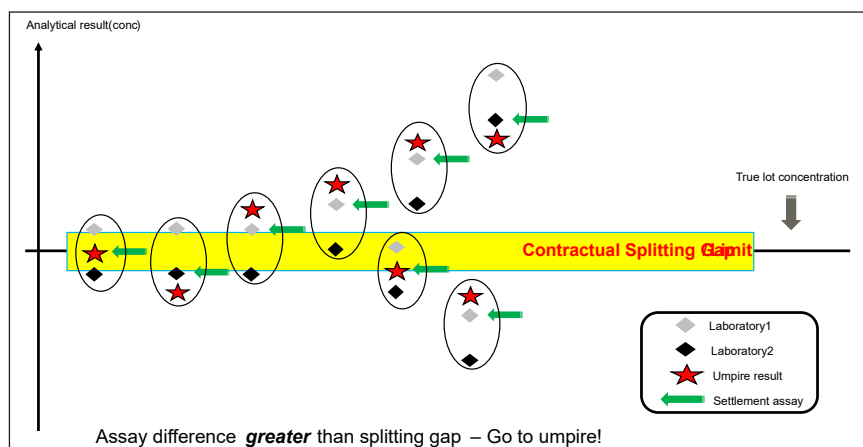 Analytical result(conc)
True lot concentration
Contractual Splitting Limit
Laboratory1
Laboratory2
Umpire result
Settlement assay
Assay difference greater than splitting gap – Go to umpire!